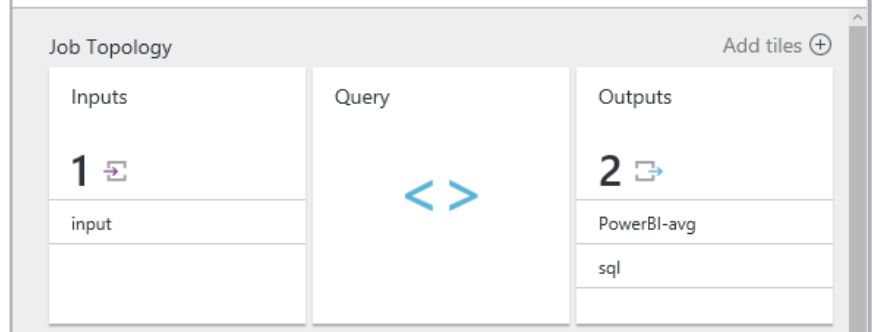 Job Topology
Add tiles
Inputs
1
input
Query
< >
Outputs
2
PowerBI-avg
sql